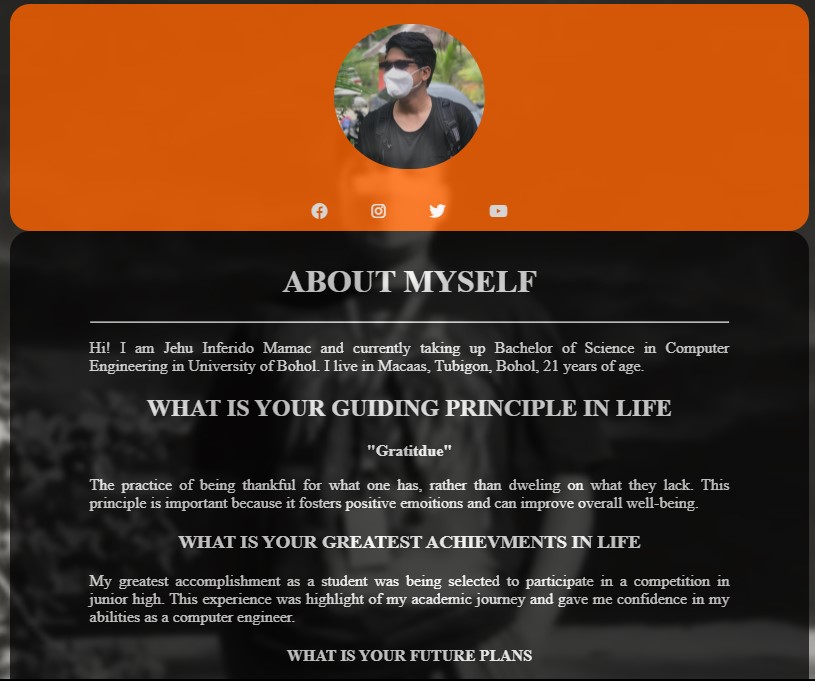 ABOUT MYSELF
Hi! I am Jehu Inferido Mamac and currently taking up Bachelor of Science in Computer
Engineering in University of Bohol. I live in Macaas, Tubigon, Bohol, 21 years of age.
WHAT IS YOUR GUIDING PRINCIPLE IN LIFE
"Gratitdue"
The practice of being thankful for what one has, rather than dweling on what they lack. This
principle is important because it fosters positive emoitions and can improve overall well-being.
WHAT IS YOUR GREATEST ACHIEVMENTS IN LIFE
My greatest accomplishment as a student was being selected to participate in a competition in
junior high. This experience was highlight of my academic journey and gave me confidence in my
abilities as a computer engineer.
WHAT IS YOUR FUTURE PLANS